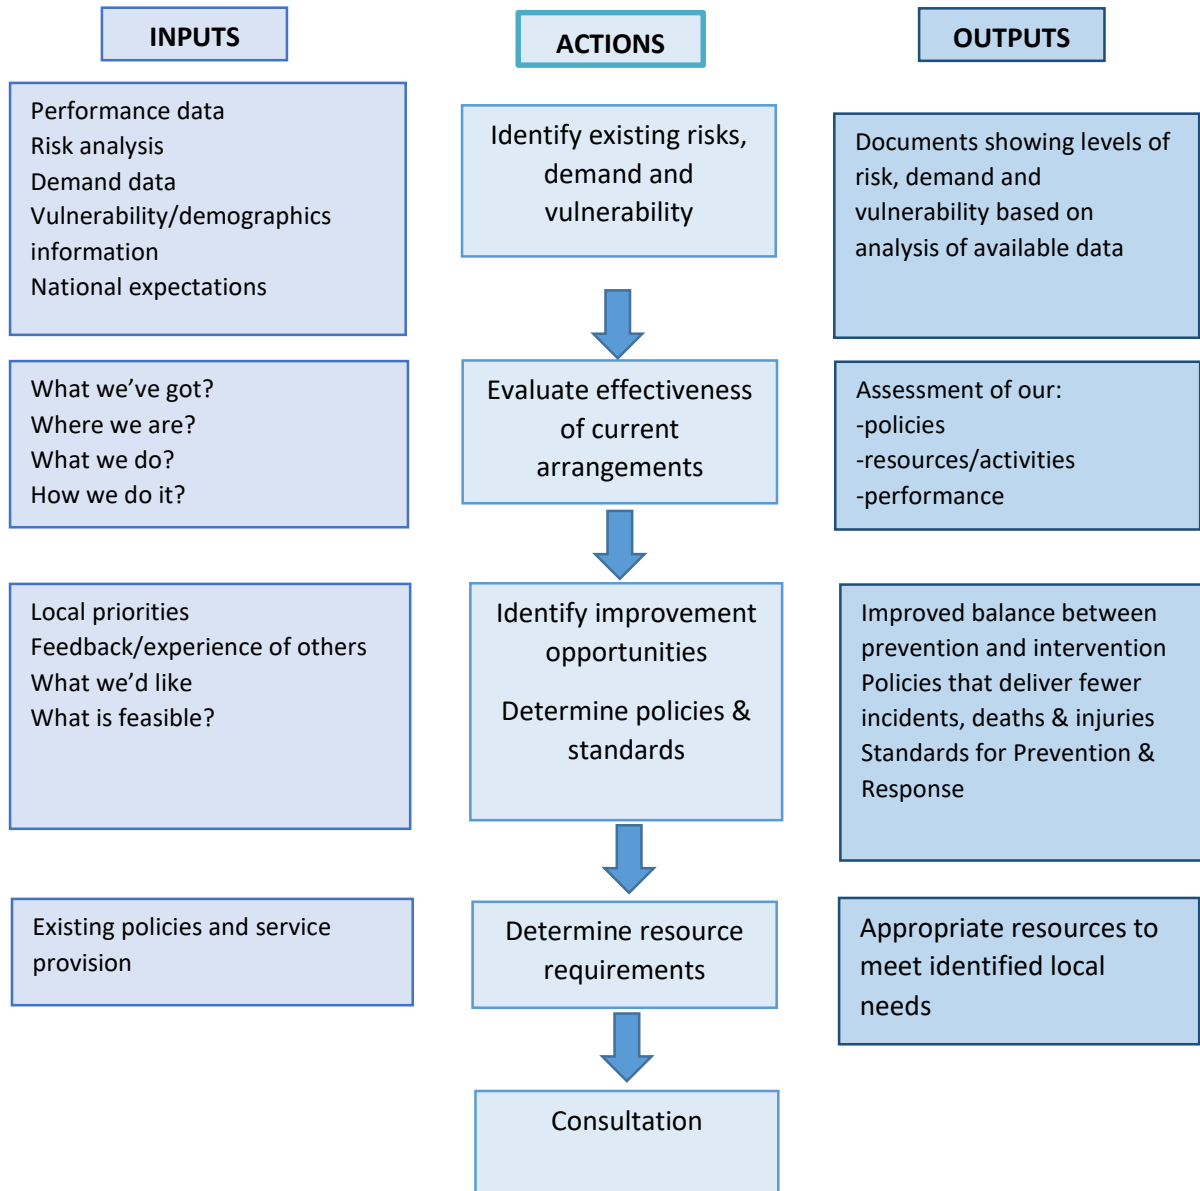 INPUTS
ACTIONS
OUTPUTS
Performance data
Risk analysis
Demand data
Vulnerability/demographics
information
National expectations
Identify existing risks,
demand and
vulnerability
Documents showing levels of
risk, demand and
vulnerability based on
analysis of available data
What we’ve got?
Where we are?
What we do?
How we do it?
Evaluate effectiveness
of current
arrangements
Assessment of our:
-policies
-resources/activities
-performance
Local priorities
Feedback/experience of others
What we’d like
What is feasible?
Identify improvement
opportunities
Determine policies &
standards
Improved balance between
prevention and intervention
Policies that deliver fewer
incidents, deaths & injuries
Standards for Prevention &
Response
Existing policies and service
provision
Determine resource
requirements
Appropriate resources to
meet identified local
needs
Consultation